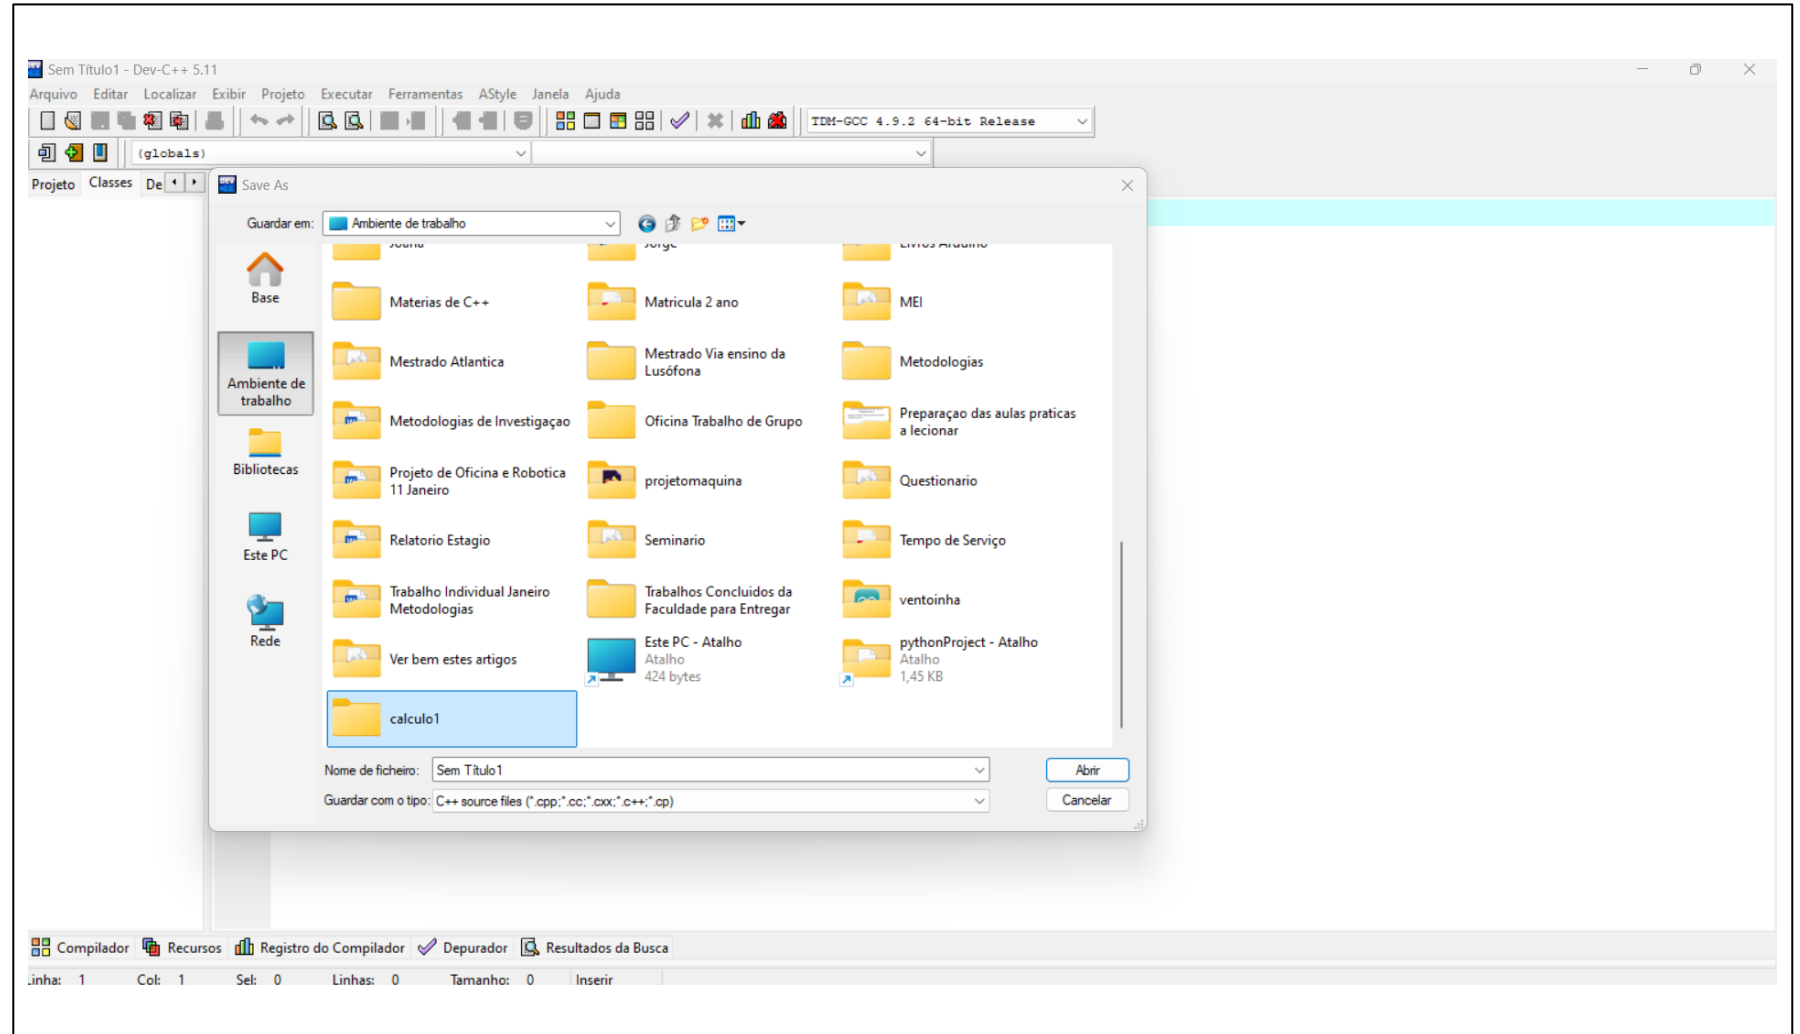 Sem Título1 - Dev-C++ 5.11
Arquivo Editar Localizar Exibir Projeto Executar Ferramentas AStyle Janela Ajuda
TDM-GCC 4.9.2 64-bit Release
(globals)
Projeto Classes De
Save As
Guardar em: Ambiente de trabalho
Joana Jorge Livros Arduino
Base
Materias de C++ Matricula 2 ano MEI
Mestrado Atlantica
Mestrado Via ensino da
Lusófona
Metodologias
Ambiente de
trabalho
Metodologias de Investigaçao
Oficina Trabalho de Grupo
Preparaçao das aulas praticas
a lecionar
Bibliotecas
Projeto de Oficina e Robotica
11 Janeiro
projetomaquina
Questionario
Este PC
Relatorio Estagio Seminario Tempo de Serviço
Trabalho Individual Janeiro
Metodologias
Trabalhos Concluidos da
Faculdade para Entregar
ventoinha
Rede
Ver bem estes artigos
Este PC - Atalho
Atalho
424 bytes
pythonProject - Atalho
Atalho
1,45 KB
calculo1
Nome de ficheiro: Sem Título1 Abrir
Guardar com o tipo: C++ source files (*.cpp;*.cc;*.cxx;*.c++;*.cp) Cancelar
Compilador Recursos Registro do Compilador Depurador Resultados da Busca
Linha: 1 Col: 1 Sel: 0 Linhas: 0 Tamanho: 0 Inserir